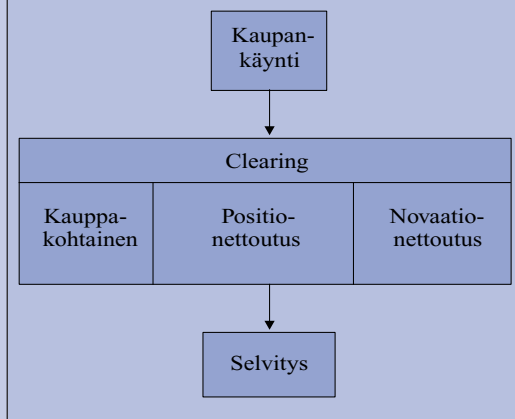 Kaupan-
käynti
Clearing
Kauppa-
kohtainen
Positio-
nettoutus
Novaatio-
nettoutus
Selvitys